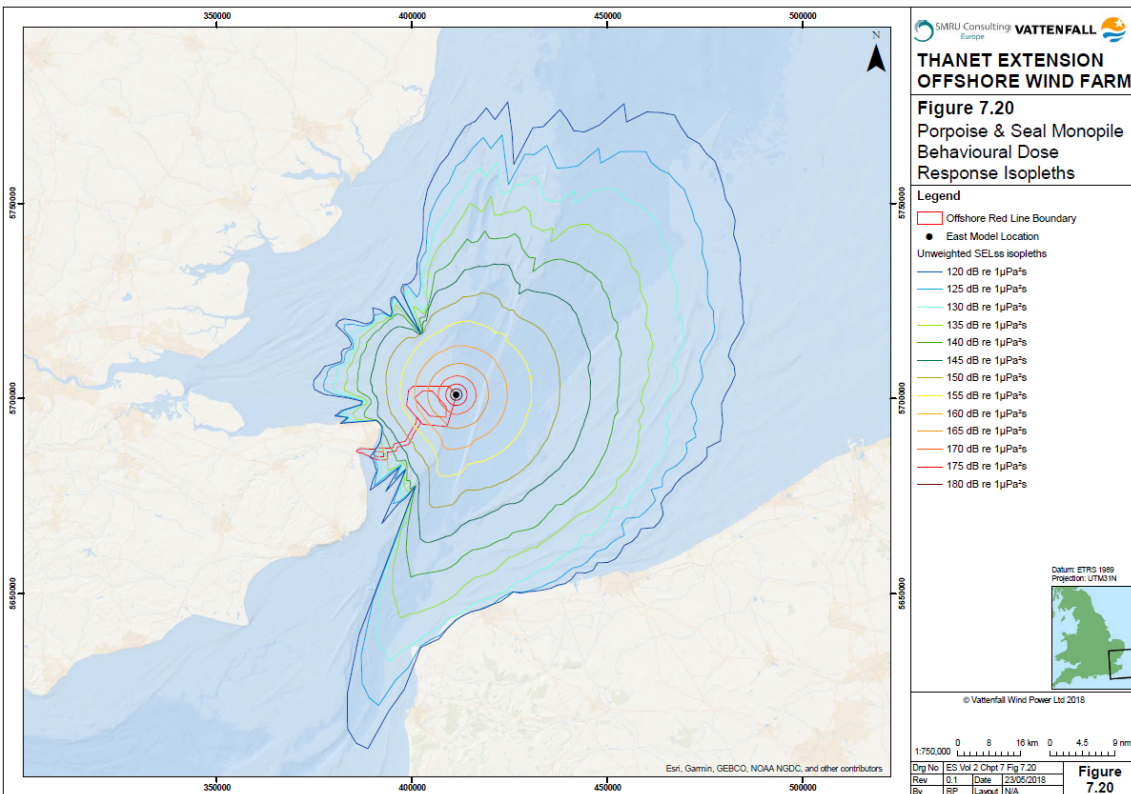 350000 400000 450000 500000
N
5750000 5750000
5700000 5700000
5650000 5650000
Esri, Garmin, GEBCO, NOAA NGDC, and other contributors
350000 400000 450000 500000
SMRU Consulting
Europe
VATTENFALL
THANET EXTENSION
OFFSHORE WIND FARM
Figure 7.20
Porpoise & Seal Monopile
Behavioural Dose
Response Isopleths
Legend
Offshore Red Line Boundary
East Model Location
Unweighted SELss isopleths
120 dB re 1µPa²s
125 dB re 1µPa²s
130 dB re 1µPa²s
135 dB re 1µPa²s
140 dB re 1µPa²s
145 dB re 1µPa²s
150 dB re 1µPa²s
155 dB re 1µPa²s
160 dB re 1µPa²s
165 dB re 1µPa²s
170 dB re 1µPa²s
175 dB re 1µPa²s
180 dB re 1µPa²s
Datum: ETRS 1989
Projection: UTM31N
© Vattenfall Wind Power Ltd 2018
1:750,000 0 8 16 km 0 4.5 9 nm
Drg No ES Vol 2 Chpt 7 Fig 7.20
Rev 0.1 Date 23/05/2018
By RP Layout N/A
Figure
7.20